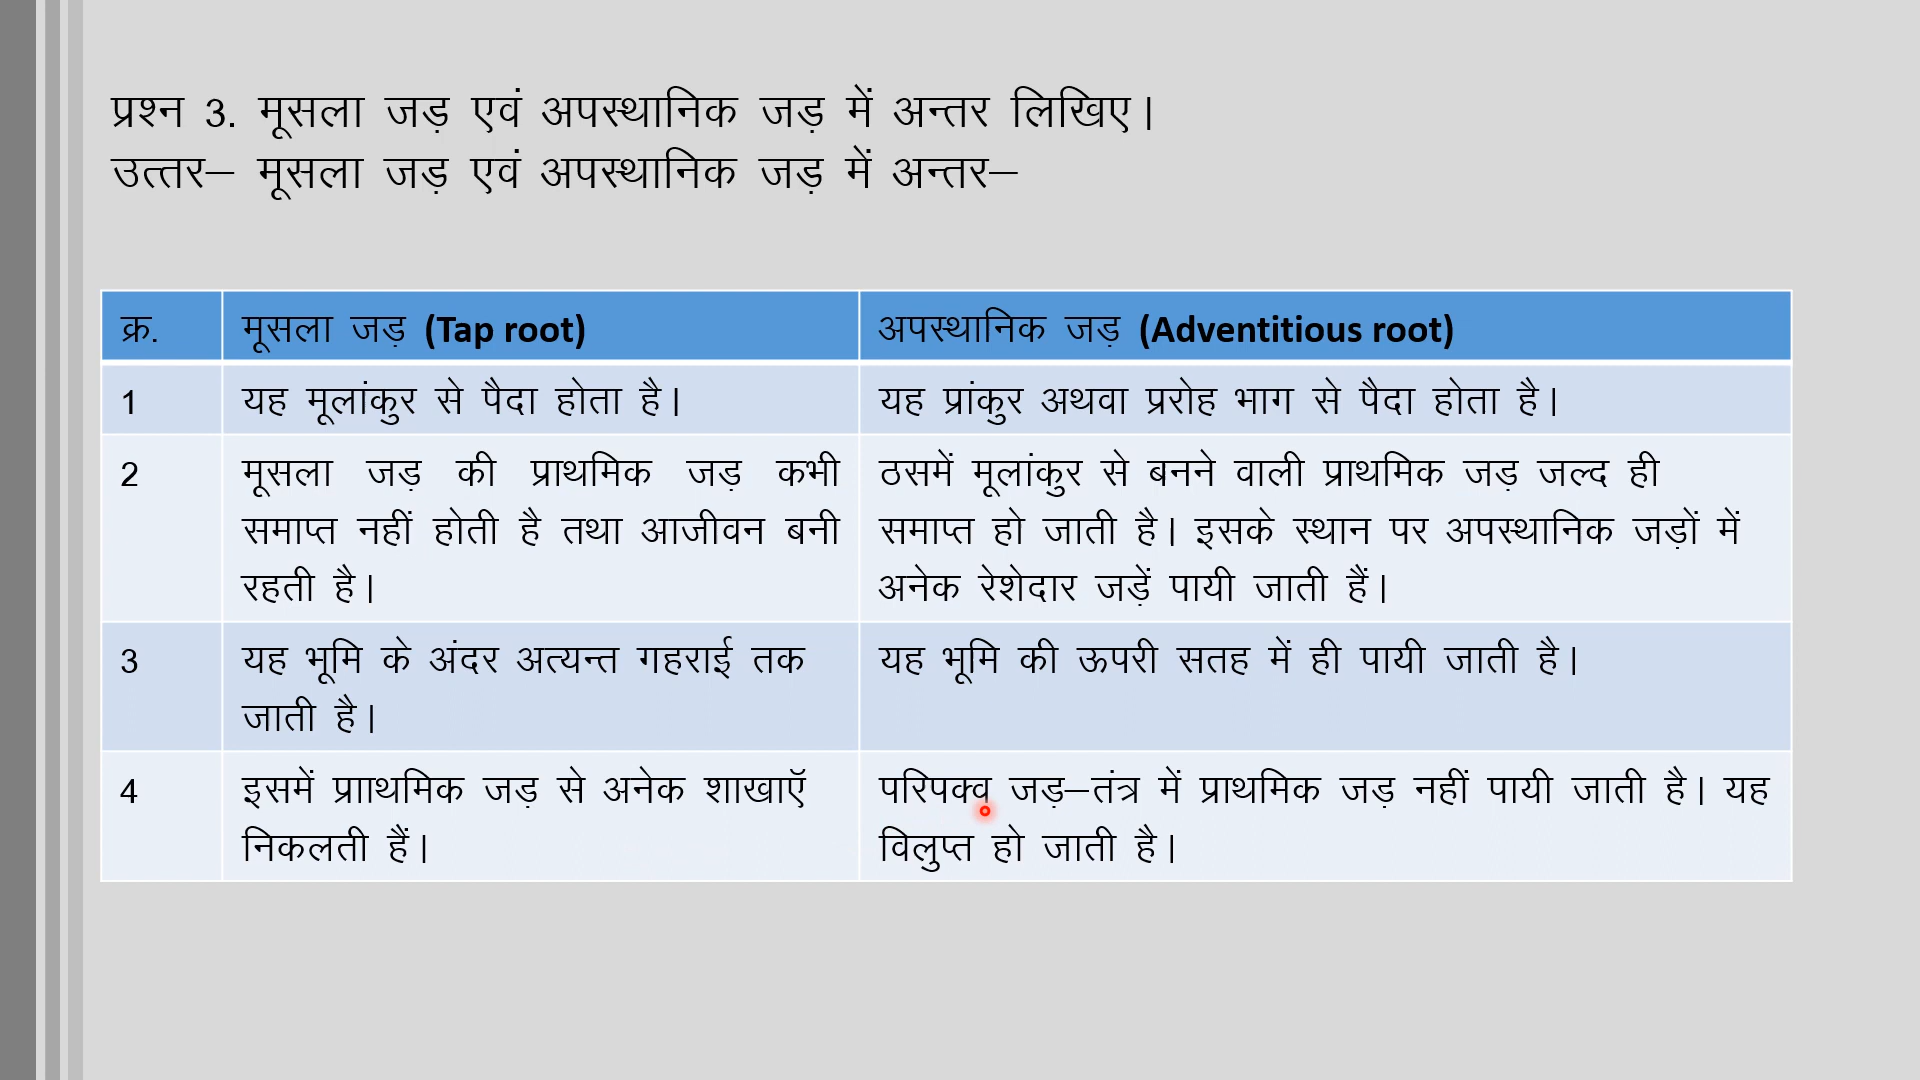 प्रश्न 3. मूसला जड़ एवं अपस्थानिक जड़ में अन्तर लिखिए।
उत्तर– मूसला जड़ एवं अपस्थानिक जड़ में अन्तर–
क्र. मूसला जड़ (Tap root) अपस्थानिक जड़ (Adventitious root)
1 यह मूलांकुर से पैदा होता है। यह प्रांकुर अथवा प्ररोह भाग से पैदा होता है।
2 मूसला जड़ की प्राथमिक जड़ कभी
समाप्त नहीं होती है तथा आजीवन बनी
रहती है।
ठसमें मूलांकुर से बनने वाली प्राथमिक जड़ जल्द ही
समाप्त हो जाती है। इसके स्थान पर अपस्थानिक जड़ों में
अनेक रेशेदार जड़ें पायी जाती हैं।
3 यह भूमि के अंदर अत्यन्त गहराई तक
जाती है।
यह भूमि की ऊपरी सतह में ही पायी जाती है।
4 इसमें प्रााथमिक जड़ से अनेक शाखाऍ
निकलती हैं।
परिपक्व जड़–तंत्र में प्राथमिक जड़ नहीं पायी जाती है। यह
विलुप्त हो जाती है।